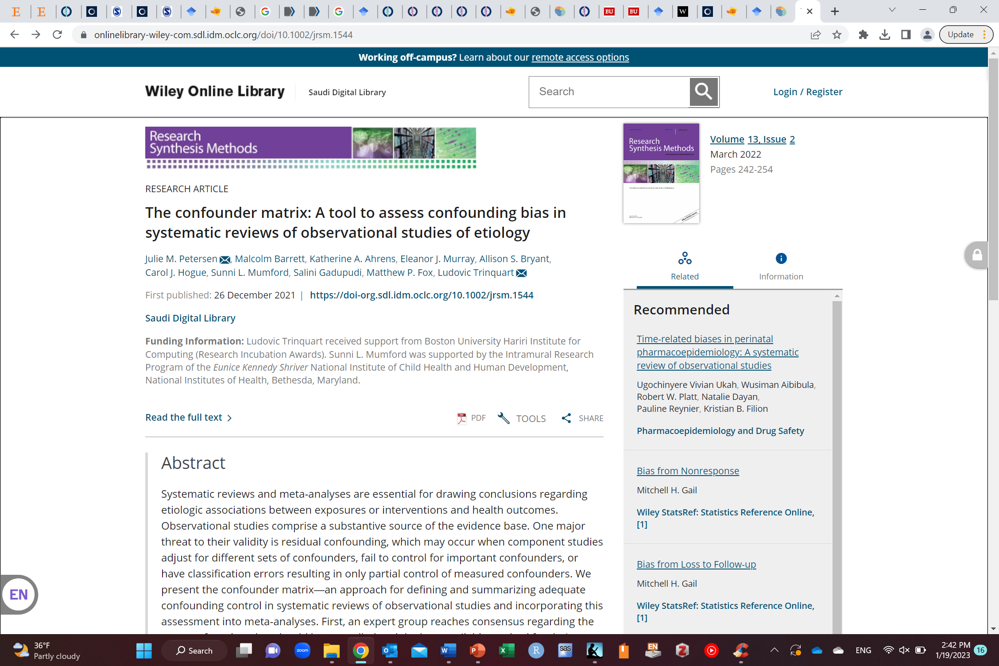 onlinelibrary-wiley-com.sdl.idm.oclc.org/doi/10.1002/jrsm.1544
Update
Working off-campus? Learn about our remote access options
Wiley Online Library
Saudi Digital Library
Search
Login / Register
Research
Synthesis Methods
RESEARCH ARTICLE
The confounder matrix: A tool to assess confounding bias in
systematic reviews of observational studies of etiology
Julie M. Petersen, Malcolm Barrett, Katherine A. Ahrens, Eleanor J. Murray, Allison S. Bryant,
Carol J. Hogue, Sunni L. Mumford, Salini Gadupudi, Matthew P. Fox, Ludovic Trinquart
First published: 26 December 2021 | https://doi-org.sdl.idm.oclc.org/10.1002/jrsm.1544
Saudi Digital Library
Funding Information: Ludovic Trinquart received support from Boston University Hariri Institute for
Computing (Research Incubation Awards). Sunni L. Mumford was supported by the Intramural Research
Program of the Eunice Kennedy Shriver National Institute of Child Health and Human Development,
National Institutes of Health, Bethesda, Maryland.
Read the full text
PDF
TOOLS
SHARE
Abstract
Systematic reviews and meta-analyses are essential for drawing conclusions regarding
etiologic associations between exposures or interventions and health outcomes.
Observational studies comprise a substantive source of the evidence base. One major
threat to their validity is residual confounding, which may occur when component studies
adjust for different sets of confounders, fail to control for important confounders, or
have classification errors resulting in only partial control of measured confounders. We
present the confounder matrix—an approach for defining and summarizing adequate
confounding control in systematic reviews of observational studies and incorporating this
assessment into meta-analyses. First, an expert group reaches consensus regarding the
WILEY
Research
Synthesis Methods
Volume 13, Issue 2
March 2022
Pages 242-254
Related
Information
Recommended
Time-related biases in perinatal
pharmacoepidemiology: A systematic
review of observational studies
Ugochinyere Vivian Ukah, Wusiman Aibibula,
Robert W. Platt, Natalie Dayan,
Pauline Reynier, Kristian B. Filion
Pharmacoepidemiology and Drug Safety
Bias from Nonresponse
Mitchell H. Gail
Wiley StatsRef: Statistics Reference Online,
[1]
Bias from Loss to Follow-up
Mitchell H. Gail
Wiley StatsRef: Statistics Reference Online,
[1]
EN
36°F
Partly cloudy
Search
zoom
EN
sas
ENG
2:42 PM
1/19/2023
16